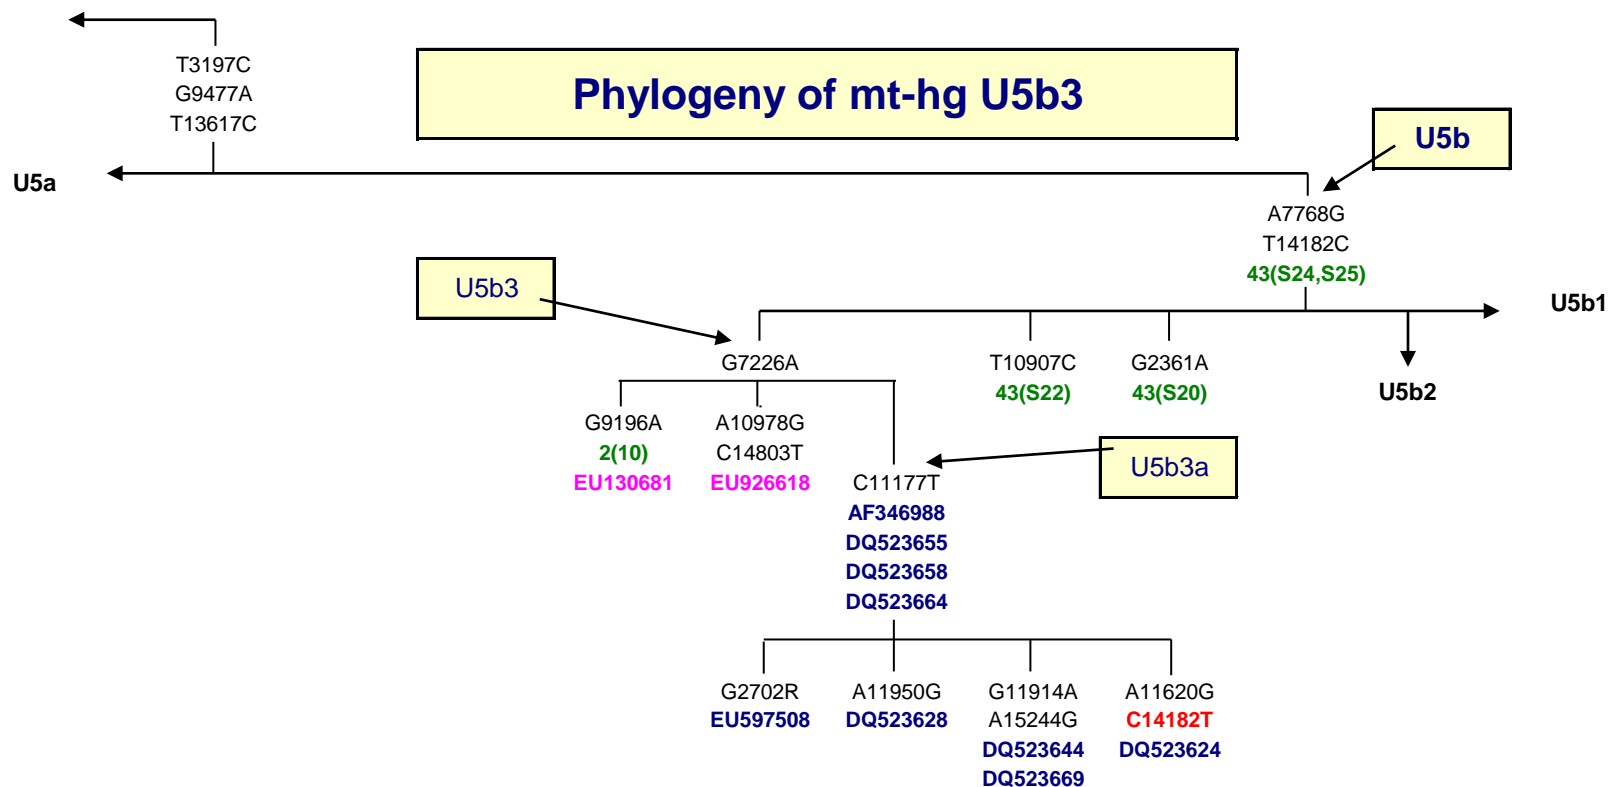 T3197C
G9477A
T13617C
Phylogeny of mt-hg U5b3
U5b
U5a
A7768G
T14182C
43(S24,S25)
U5b3
U5b1
G7226A
T10907C
43(S22)
G2361A
43(S20)
U5b2
G9196A
2(10)
EU130681
A10978G
C14803T
EU926618
U5b3a
C11177T
AF346988
DQ523655
DQ523658
DQ523664
G2702R
EU597508
A11950G
DQ523628
G11914A
A15244G
DQ523644
DQ523669
A11620G
C14182T
DQ523624